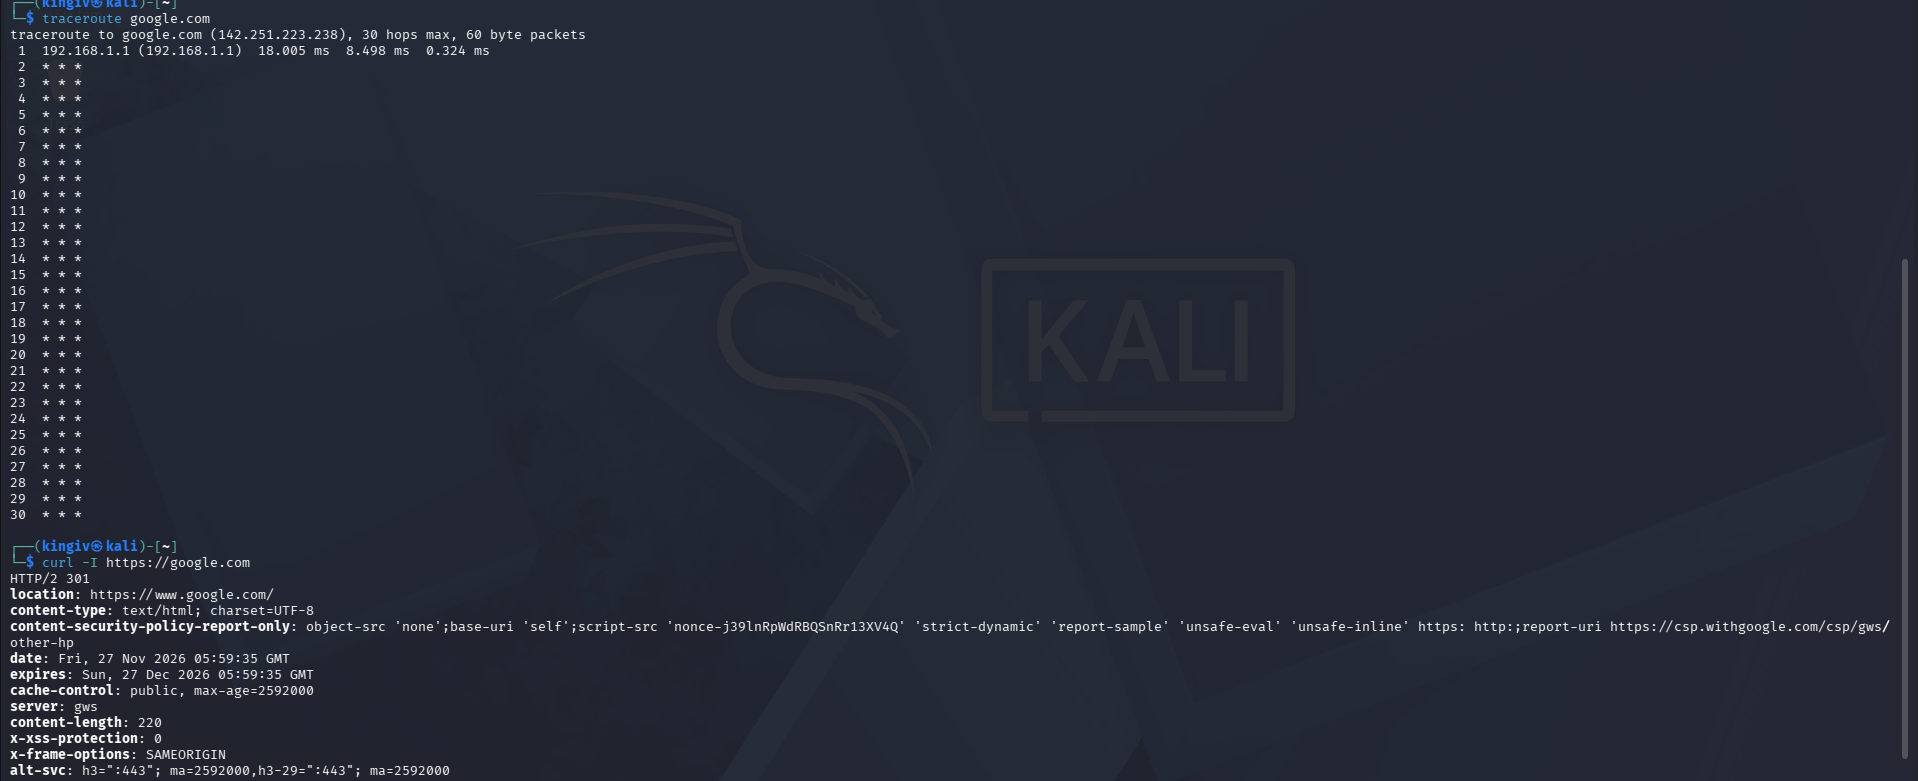 ┌──(kingiv㉿kali)-[~]
└─$ traceroute google.com
traceroute to google.com (142.251.223.238), 30 hops max, 60 byte packets
 1  192.168.1.1 (192.168.1.1)  18.005 ms  8.498 ms  0.324 ms
 2  * * *
 3  * * *
 4  * * *
 5  * * *
 6  * * *
 7  * * *
 8  * * *
 9  * * *
10  * * *
11  * * *
12  * * *
13  * * *
14  * * *
15  * * *
16  * * *
17  * * *
18  * * *
19  * * *
20  * * *
21  * * *
22  * * *
23  * * *
24  * * *
25  * * *
26  * * *
27  * * *
28  * * *
29  * * *
30  * * *
KALI
┌──(kingiv㉿kali)-[~]
└─$ curl -I https://google.com
HTTP/2 301
location: https://www.google.com/
content-type: text/html; charset=UTF-8
content-security-policy-report-only: object-src 'none';base-uri 'self';script-src 'nonce-j39lnRpWdRBQSnRr13XV4Q' 'strict-dynamic' 'report-sample' 'unsafe-eval' 'unsafe-inline' https: http:;report-uri https://csp.withgoogle.com/csp/gws/
other-hp
date: Fri, 27 Nov 2026 05:59:35 GMT
expires: Sun, 27 Dec 2026 05:59:35 GMT
cache-control: public, max-age=2592000
server: gws
content-length: 220
x-xss-protection: 0
x-frame-options: SAMEORIGIN
alt-svc: h3=":443"; ma=2592000,h3-29=":443"; ma=2592000